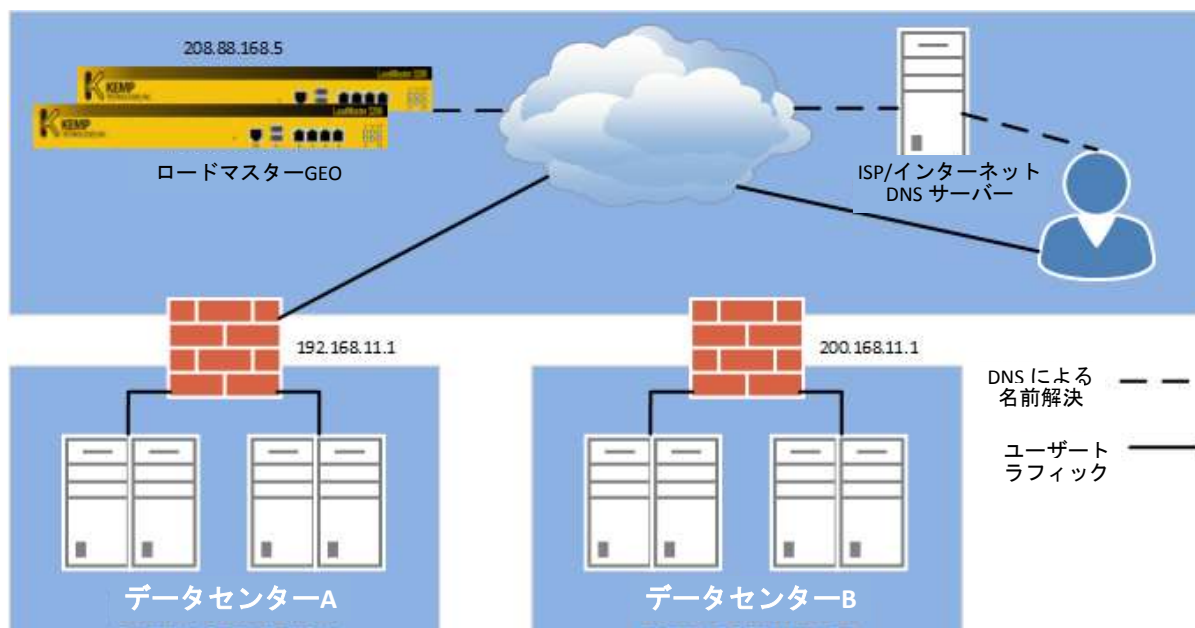 208.88.168.5
KEMP
KEMP
ロードマスターGEO
ISP/インターネット
DNS サーバー
192.168.11.1
200.168.11.1
DNS による
名前解決
ユーザート
ラフィック
データセンターA
データセンターB